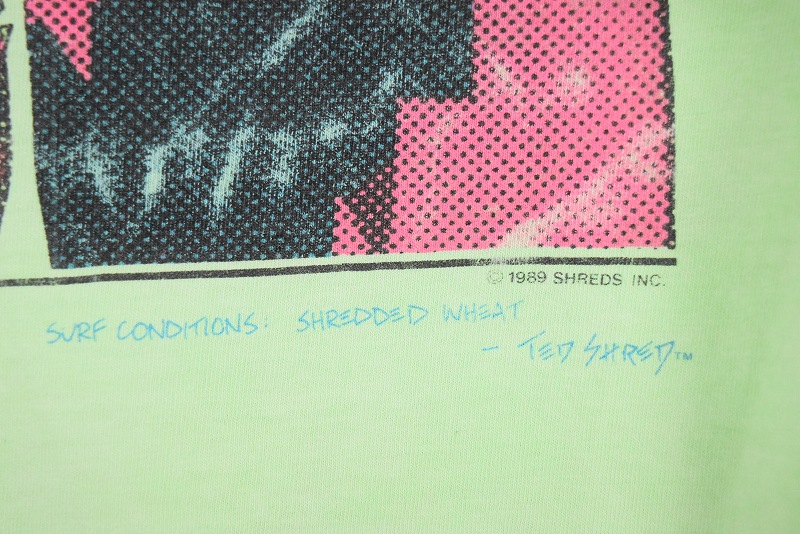 © 1989 SHREDS INC.
SURF CONDITIONS: SHREDDED WHEAT
– TED SHRED™